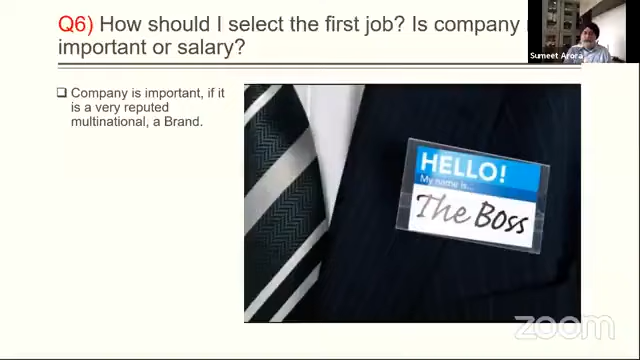 Q6) How should I select the first job? Is company
important or salary?
Sumeet Arora
❑ Company is important, if it
is a very reputed
multinational, a Brand.
HELLO!
My name is...
The Boss
zoom